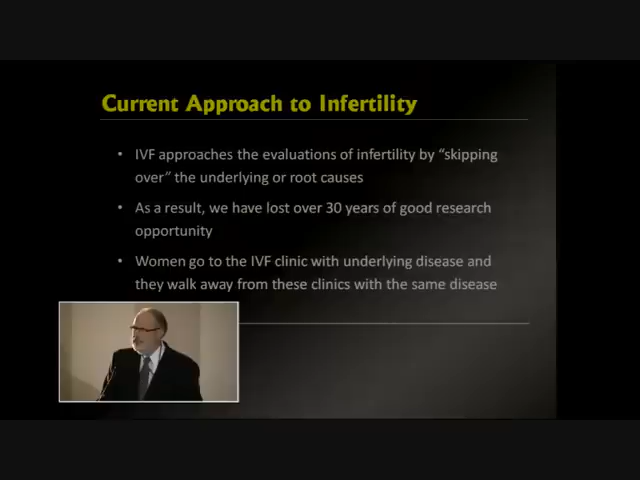 Current Approach to Infertility
• IVF approaches the evaluations of infertility by “skipping
over” the underlying or root causes
• As a result, we have lost over 30 years of good research
opportunity
• Women go to the IVF clinic with underlying disease and
they walk away from these clinics with the same disease